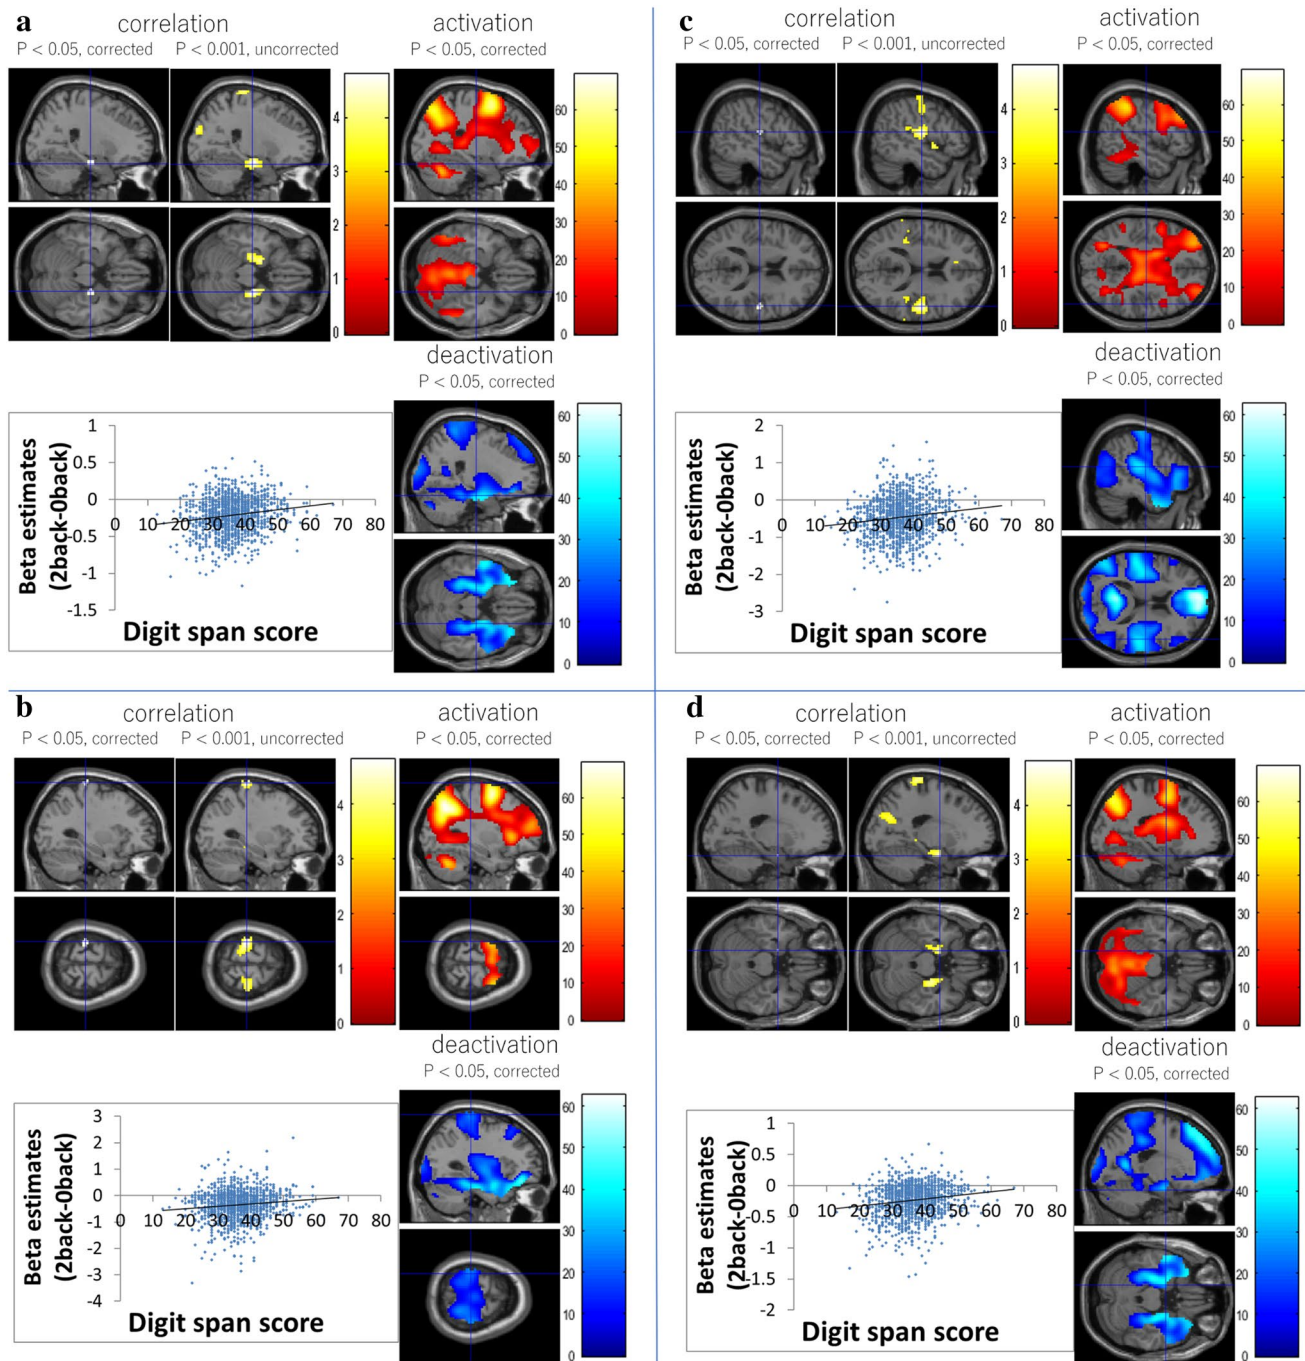 a
correlation
P < 0.05, corrected
P < 0.001, uncorrected
4
3
2
1
0
activation
P < 0.05, corrected
60
50
40
30
20
10
0
deactivation
P < 0.05, corrected
60
50
40
30
20
10
0
Beta estimates
(2back-0back)
1
0.5
0
-0.5
-1
-1.5
0 10 20 30 40 50 60 70 80
Digit span score
c
correlation
P < 0.05, corrected
P < 0.001, uncorrected
4
3
2
1
0
activation
P < 0.05, corrected
60
50
40
30
20
10
0
deactivation
P < 0.05, corrected
60
50
40
30
20
10
0
Beta estimates
(2back-0back)
2
1
0
-1
-2
-3
0 10 20 30 40 50 60 70 80
Digit span score
b
correlation
P < 0.05, corrected
P < 0.001, uncorrected
4
3
2
1
0
activation
P < 0.05, corrected
60
50
40
30
20
10
0
deactivation
P < 0.05, corrected
60
50
40
30
20
10
0
Beta estimates
(2back-0back)
3
2
1
0
-1
-2
-3
-4
0 10 20 30 40 50 60 70 80
Digit span score
d
correlation
P < 0.05, corrected
P < 0.001, uncorrected
4
3
2
1
0
activation
P < 0.05, corrected
60
50
40
30
20
10
0
deactivation
P < 0.05, corrected
60
50
40
30
20
10
0
Beta estimates
(2back-0back)
1
0.5
0
-0.5
-1
-1.5
-2
0 10 20 30 40 50 60 70 80
Digit span score